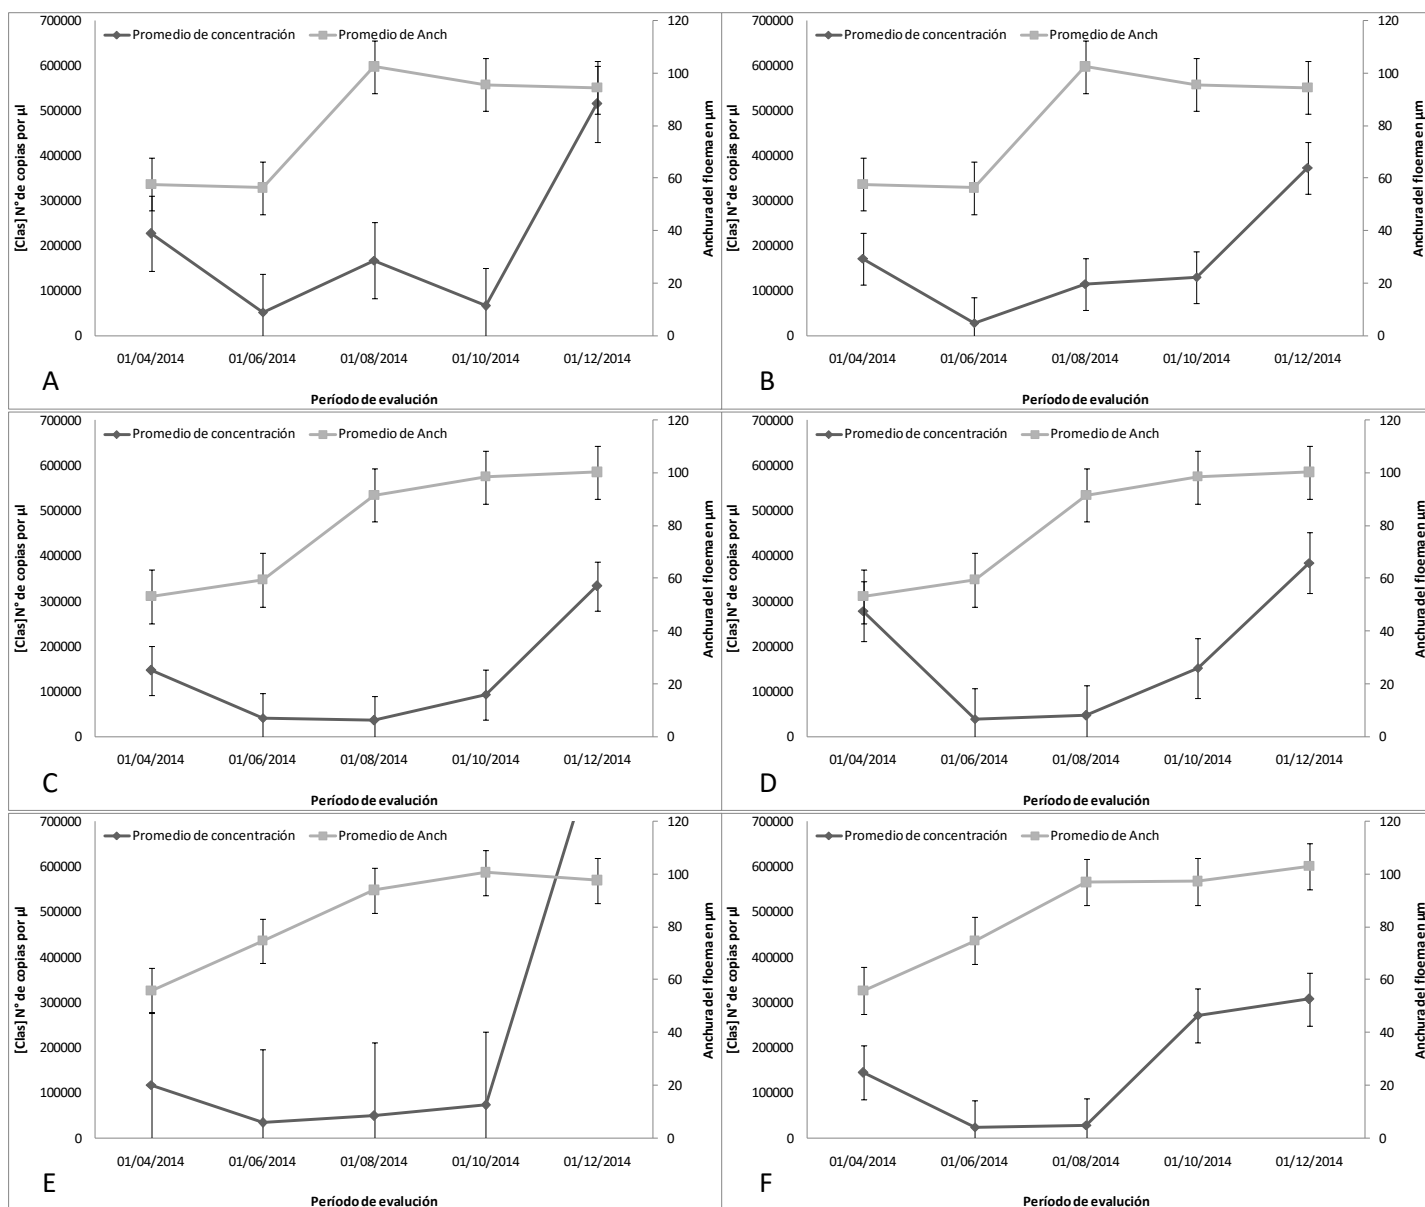 Promedio de concentración Promedio de Anch
700000 120
600000 100
500000 80
400000 60
300000 40
200000 20
100000 0
0
[Clas] N° de copias por µl
Anchura del floema en µm
01/04/2014 01/06/2014 01/08/2014 01/10/2014 01/12/2014
A
Período de evalución
Promedio de concentración Promedio de Anch
700000 120
600000 100
500000 80
400000 60
300000 40
200000 20
100000 0
0
[Clas] N° de copias por µl
Anchura del floema en µm
01/04/2014 01/06/2014 01/08/2014 01/10/2014 01/12/2014
B
Período de evalución
Promedio de concentración Promedio de Anch
700000 120
600000 100
500000 80
400000 60
300000 40
200000 20
100000 0
0
[Clas] N° de copias por µl
Anchura del floema en µm
01/04/2014 01/06/2014 01/08/2014 01/10/2014 01/12/2014
C
Período de evalución
Promedio de concentración Promedio de Anch
700000 120
600000 100
500000 80
400000 60
300000 40
200000 20
100000 0
0
[Clas] N° de copias por µl
Anchura del floema en µm
01/04/2014 01/06/2014 01/08/2014 01/10/2014 01/12/2014
D
Período de evalución
Promedio de concentración Promedio de Anch
700000 120
600000 100
500000 80
400000 60
300000 40
200000 20
100000 0
0
[Clas] N° de copias por µl
Anchura del floema en µm
01/04/2014 01/06/2014 01/08/2014 01/10/2014 01/12/2014
E
Período de evalución
Promedio de concentración Promedio de Anch
700000 120
600000 100
500000 80
400000 60
300000 40
200000 20
100000 0
0
[Clas] N° de copias por µl
Anchura del floema en µm
01/04/2014 01/06/2014 01/08/2014 01/10/2014 01/12/2014
F
Período de evalución